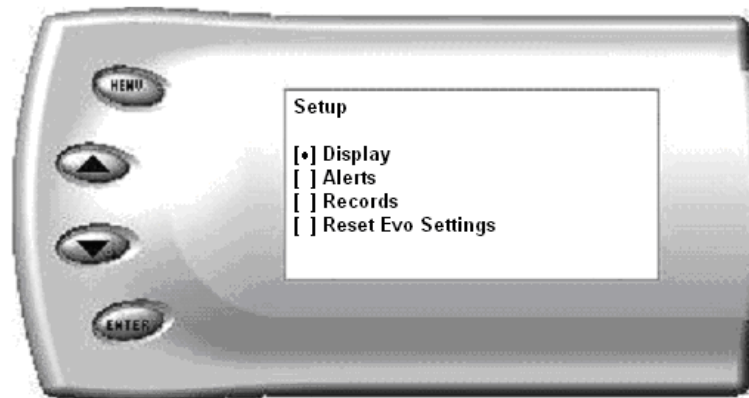 MENU
Setup
[•] Display
[ ] Alerts
[ ] Records
[ ] Reset Evo Settings
ENTER